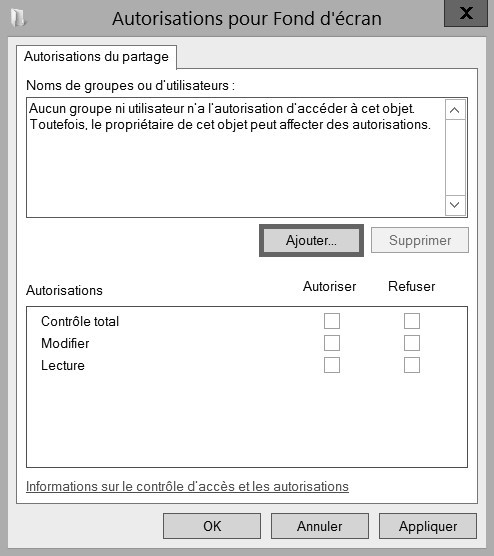 Autorisations pour Fond d'écran
X
Autorisations du partage
Noms de groupes ou d'utilisateurs :
Aucun groupe ni utilisateur n'a l'autorisation d'accéder à cet objet.
Toutefois, le propriétaire de cet objet peut affecter des autorisations.
Ajouter... Supprimer
Autorisations Autoriser Refuser
Contrôle total
Modifier
Lecture
Informations sur le contrôle d'accès et les autorisations
OK Annuler Appliquer